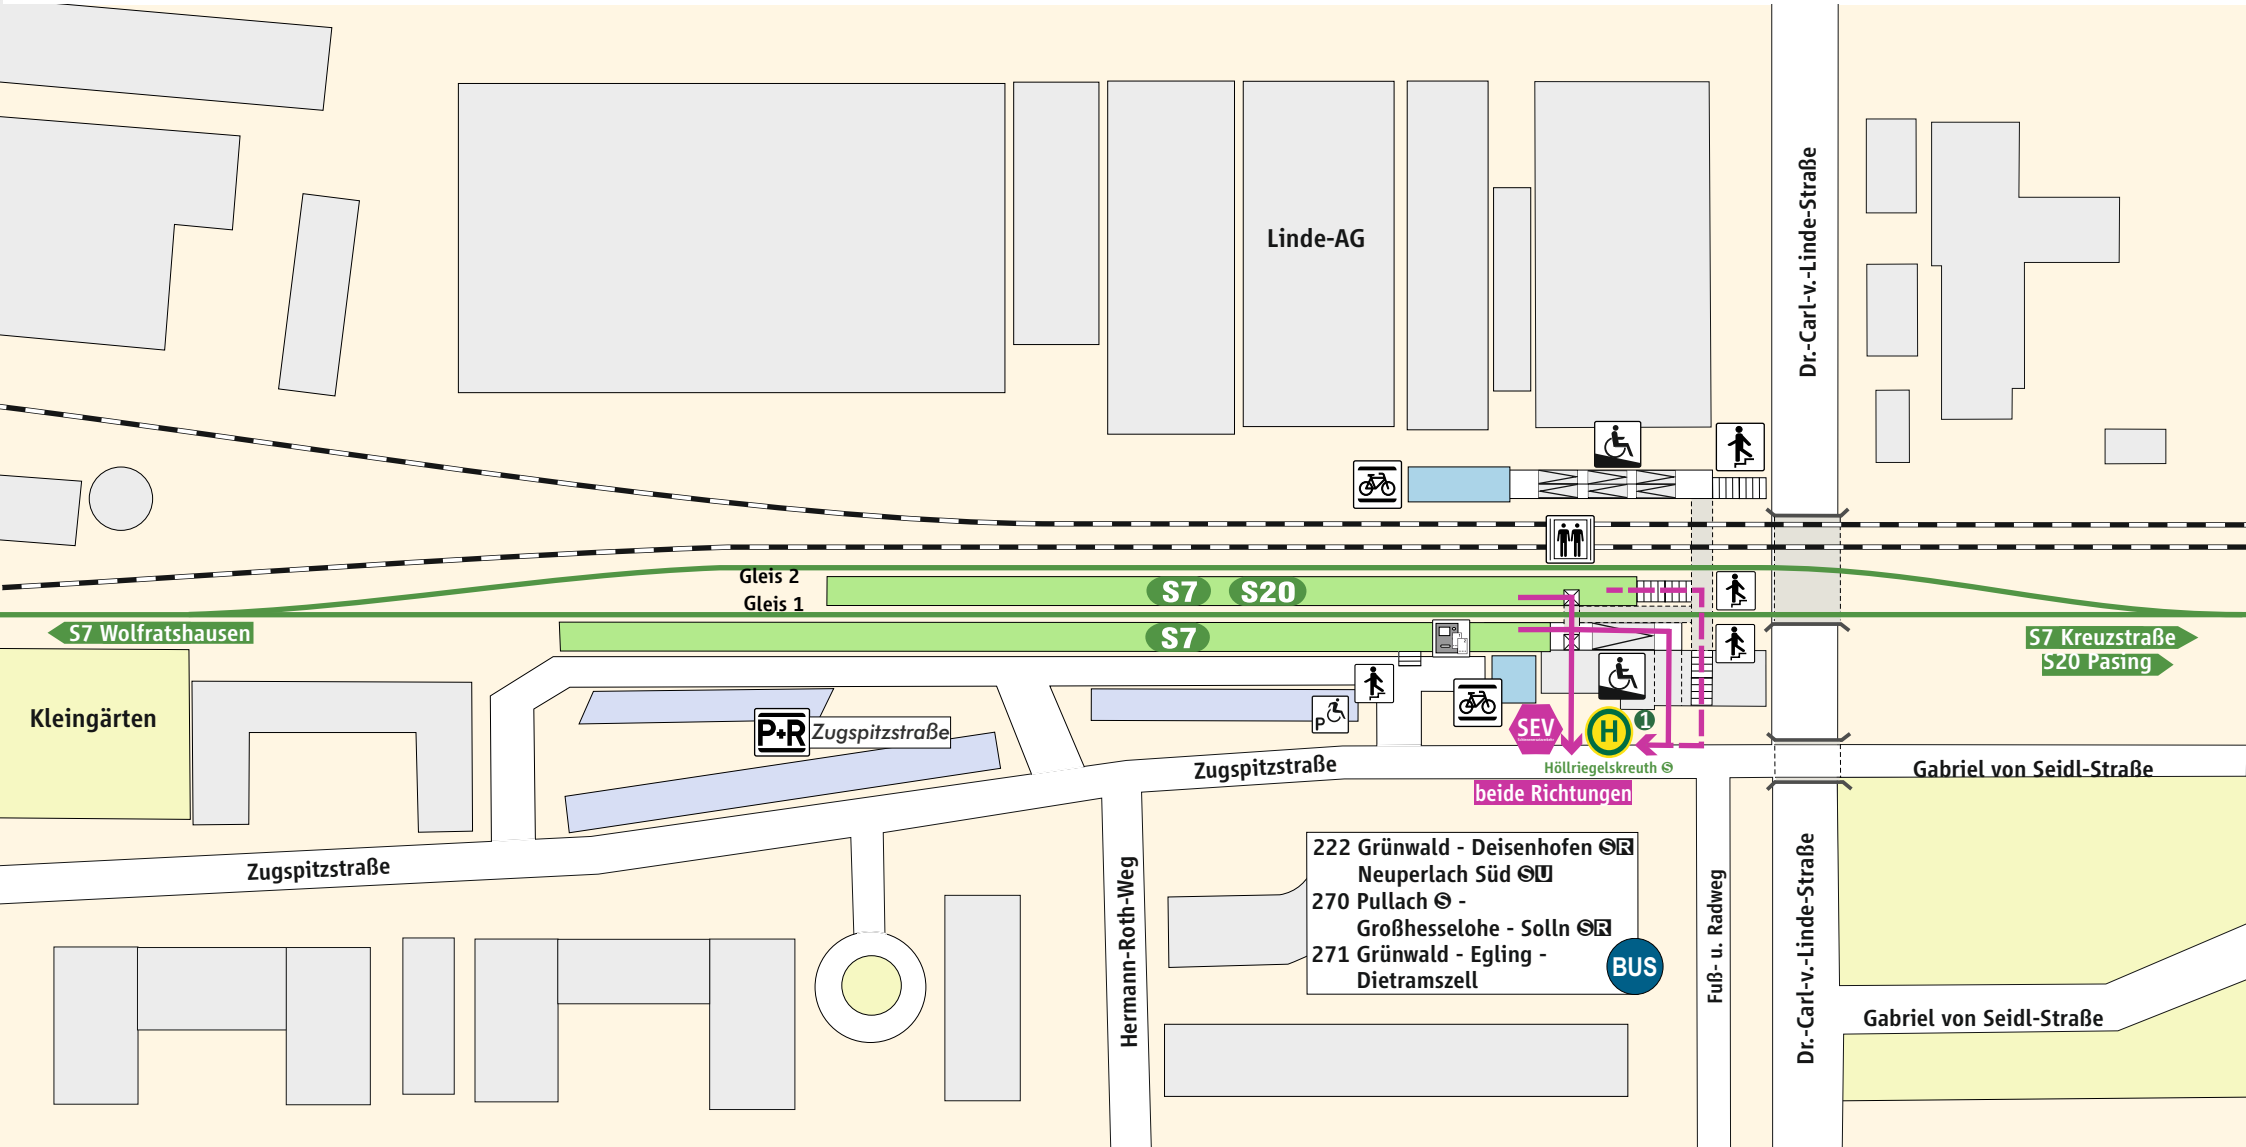 Linde-AG
Dr.-Carl-v.-Linde-Straße
Gleis 2
S7 S20
Gleis 1
S7 Wolfratshausen
S7
S7 Kreuzstraße
S20 Pasing
Kleingärten
P+R Zugspitzstraße
P
SEV
H
1
Höllriegelskreuth S
beide Richtungen
Zugspitzstraße
Gabriel von Seidl-Straße
Zugspitzstraße
222 Grünwald - Deisenhofen S R
Neuperlach Süd S U
270 Pullach S -
Großhesselohe - Solln S R
271 Grünwald - Egling -
Dietramszell
BUS
Hermann-Roth-Weg
Fuß- u. Radweg
Dr.-Carl-v.-Linde-Straße
Gabriel von Seidl-Straße